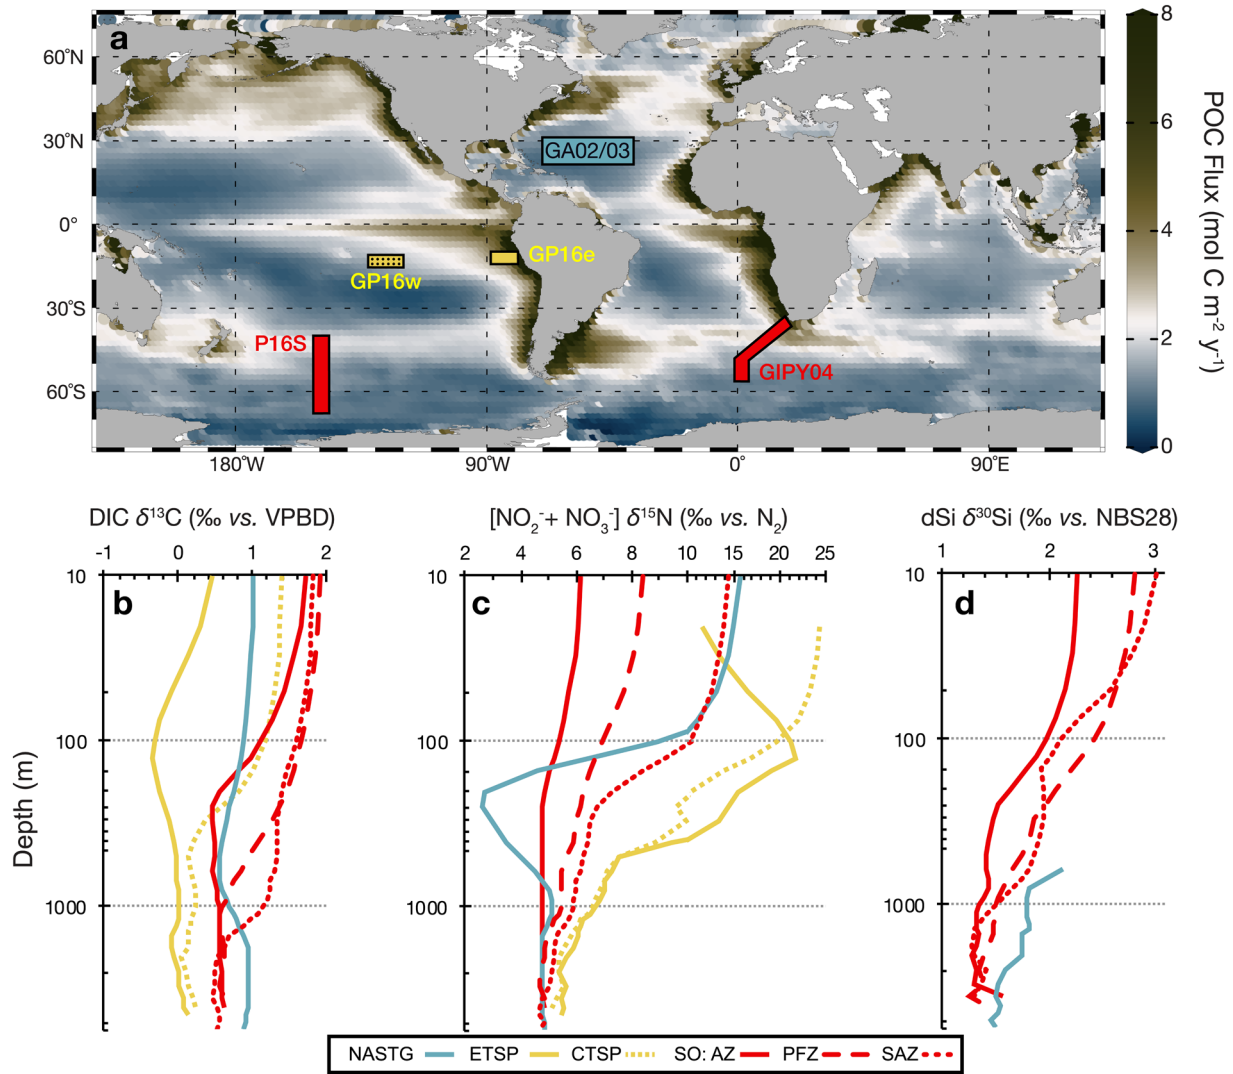 a
60°N
30°N
0°
30°S
60°S
180°W
90°W
0°
90°E
GA02/03
GP16e
GP16w
P16S
GIPY04
8
6
4
2
0
POC Flux (mol C m⁻² y⁻¹)
DIC δ¹³C (‰ vs. VPBD)
-1 0 1 2
b
10
100
1000
Depth (m)
[NO₂⁻+ NO₃⁻] δ¹⁵N (‰ vs. N₂)
2 4 6 8 10 15 20 25
c
10
100
1000
dSi δ³⁰Si (‰ vs. NBS28)
1 2 3
d
10
100
1000
NASTG ETSP CTSP SO: AZ PFZ SAZ